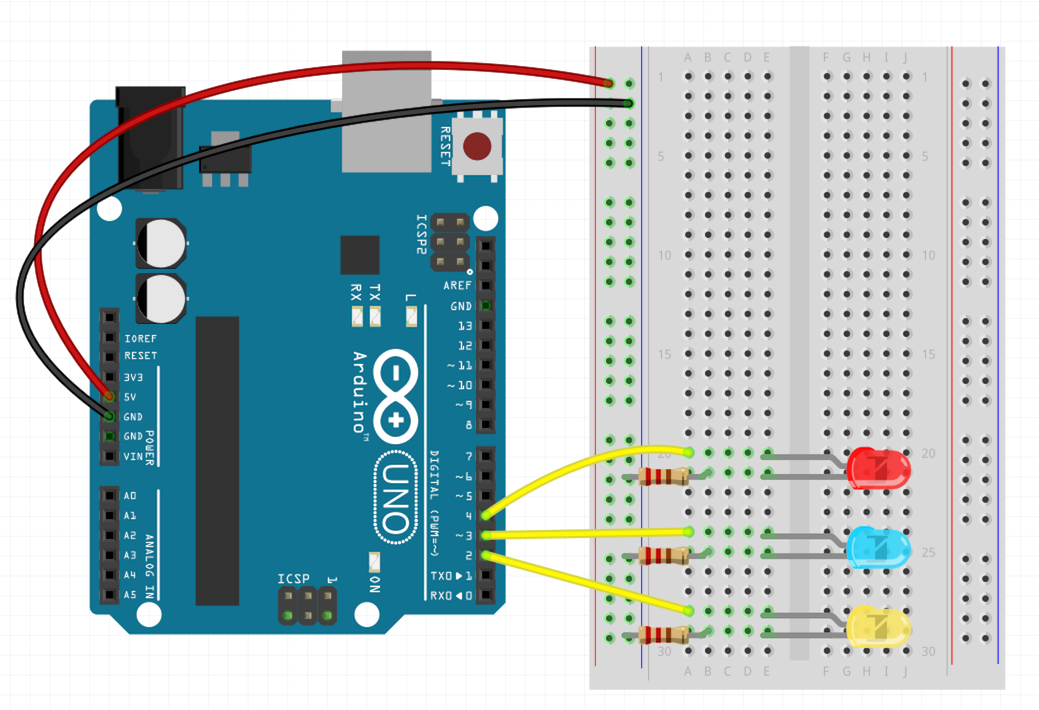 RESET
ICSP2
AREF
GND
13
12
~11
~10
~9
8
7
~6
~5
4
~3
2
TX0▶1
RX0◀0
DIGITAL (PWM=~)
RX
TX
L
Arduino™
UNO
IOREF
RESET
3V3
5V
GND
GND
VIN
POWER
A0
A1
A2
A3
A4
A5
ANALOG IN
ICSP
1
ON
A B C D E F G H I J
1 1
5 5
10 10
15 15
20 20
25 25
30 30
A B C D E F G H I J